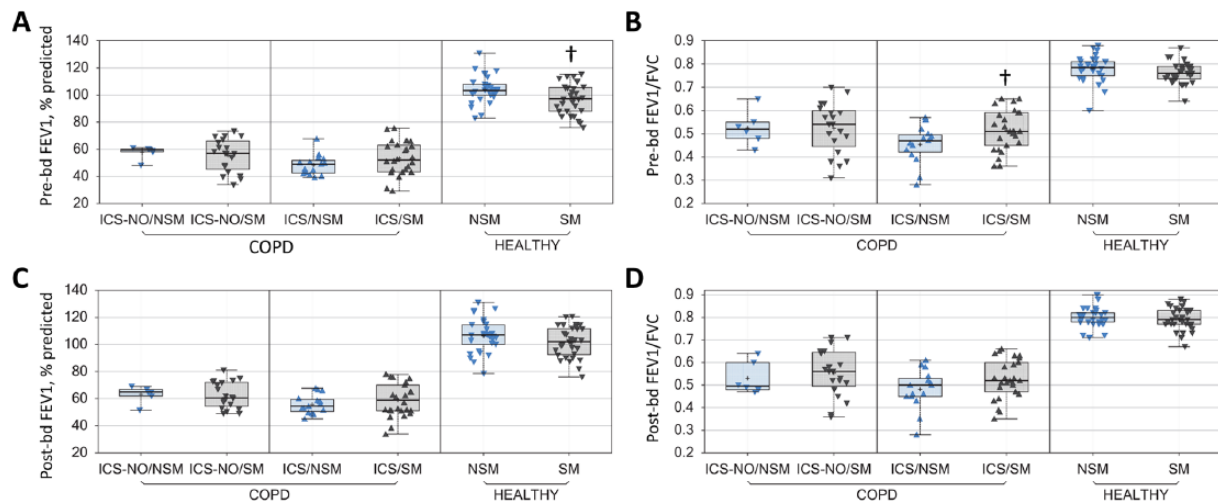 A
Pre-bd FEV1, % predicted
140
120
100
80
60
40
20
†
ICS-NO/NSM ICS-NO/SM ICS/NSM ICS/SM NSM SM
COPD HEALTHY
B
Pre-bd FEV1/FVC
0.9
0.8
0.7
0.6
0.5
0.4
0.3
0.2
†
ICS-NO/NSM ICS-NO/SM ICS/NSM ICS/SM NSM SM
COPD HEALTHY
C
Post-bd FEV1, % predicted
140
120
100
80
60
40
20
ICS-NO/NSM ICS-NO/SM ICS/NSM ICS/SM NSM SM
COPD HEALTHY
D
Post-bd FEV1/FVC
0.9
0.8
0.7
0.6
0.5
0.4
0.3
0.2
ICS-NO/NSM ICS-NO/SM ICS/NSM ICS/SM NSM SM
COPD HEALTHY